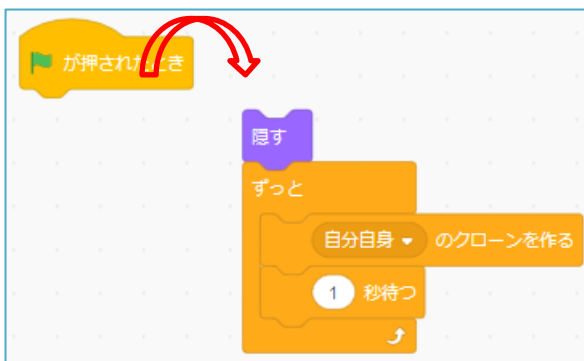 が押されたとき
隠す
ずっと
自分自身 のクローンを作る
1 秒待つ